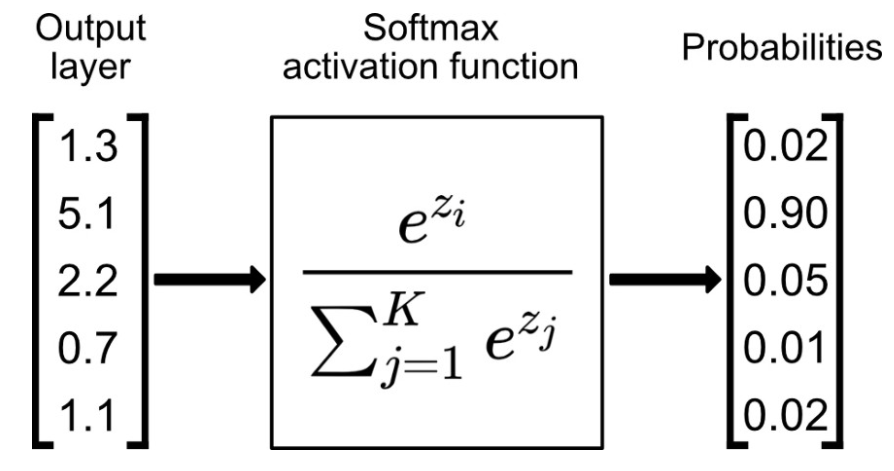 Output
layer
Softmax
activation function
Probabilities
1.3
5.1
2.2
0.7
1.1
e^{z_i}
∑_{j=1}^{K} e^{z_j}
0.02
0.90
0.05
0.01
0.02